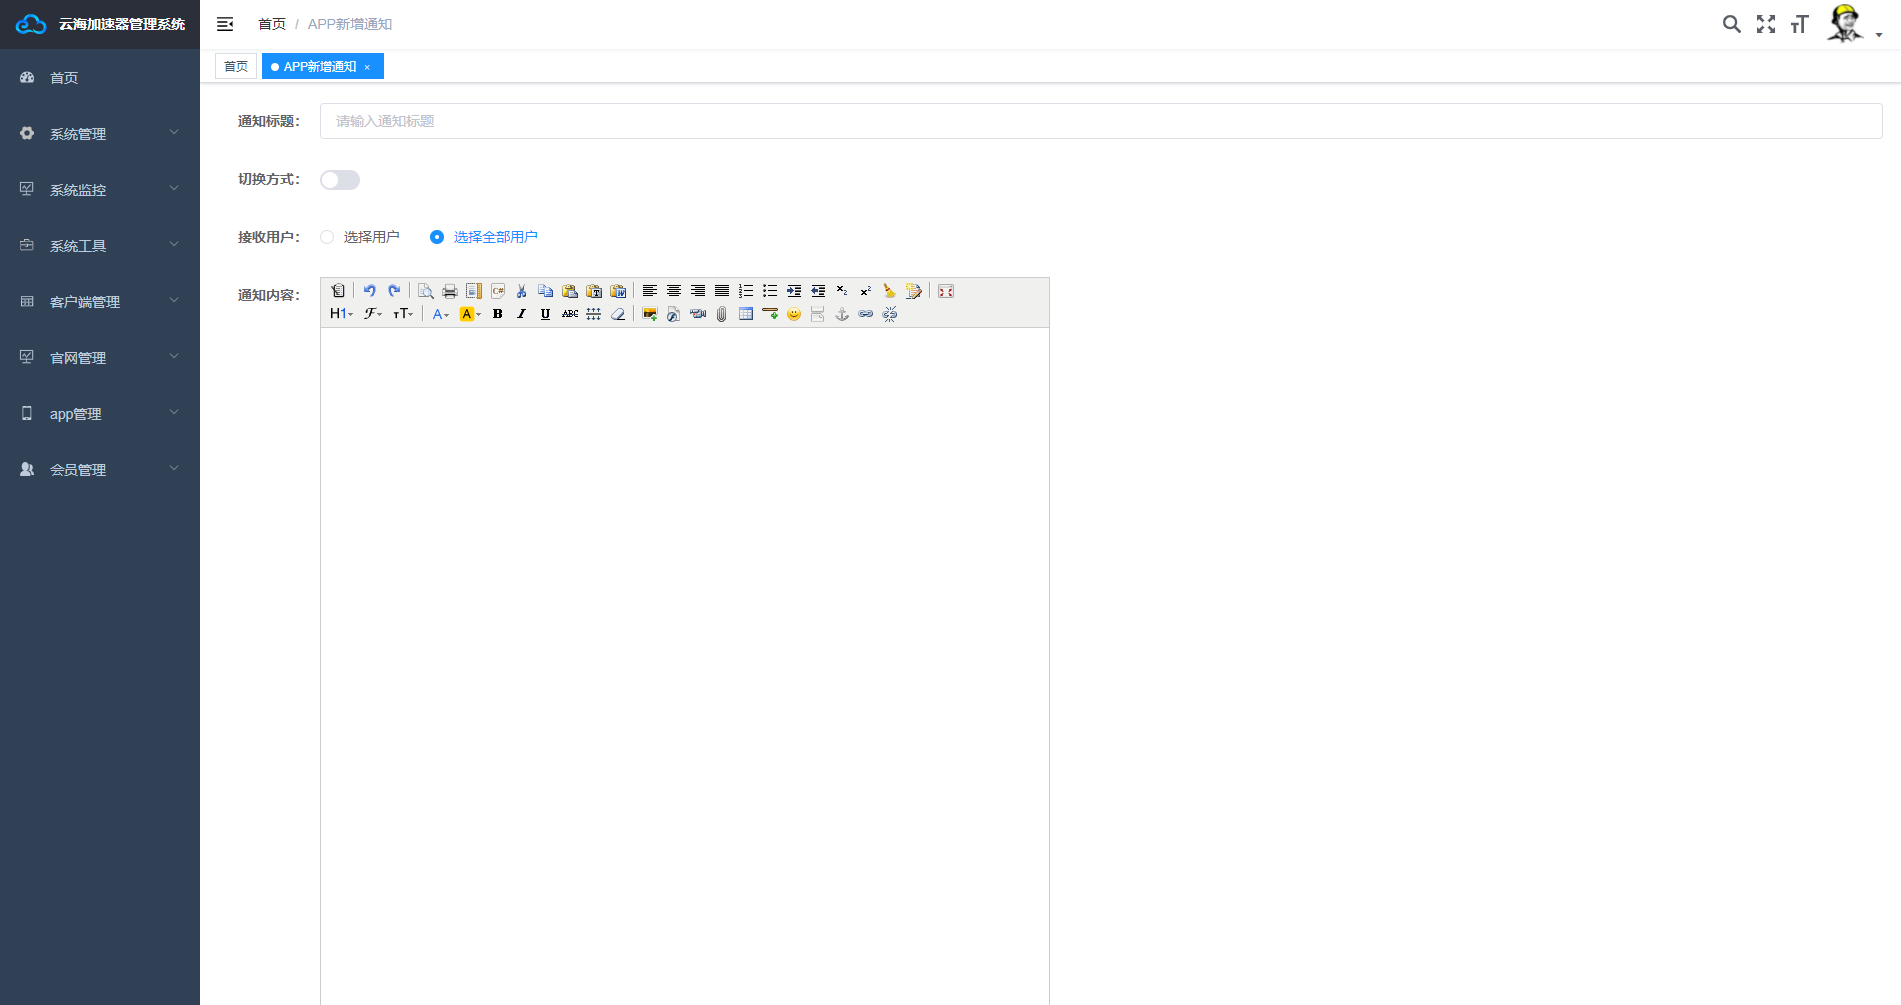 云海加速器管理系统
首页 / APP新增通知
首页
APP新增通知 ×
首页
系统管理
系统监控
系统工具
客户端管理
官网管理
app管理
会员管理
通知标题：
请输入通知标题
切换方式：
接收用户：
选择用户
选择全部用户
通知内容：